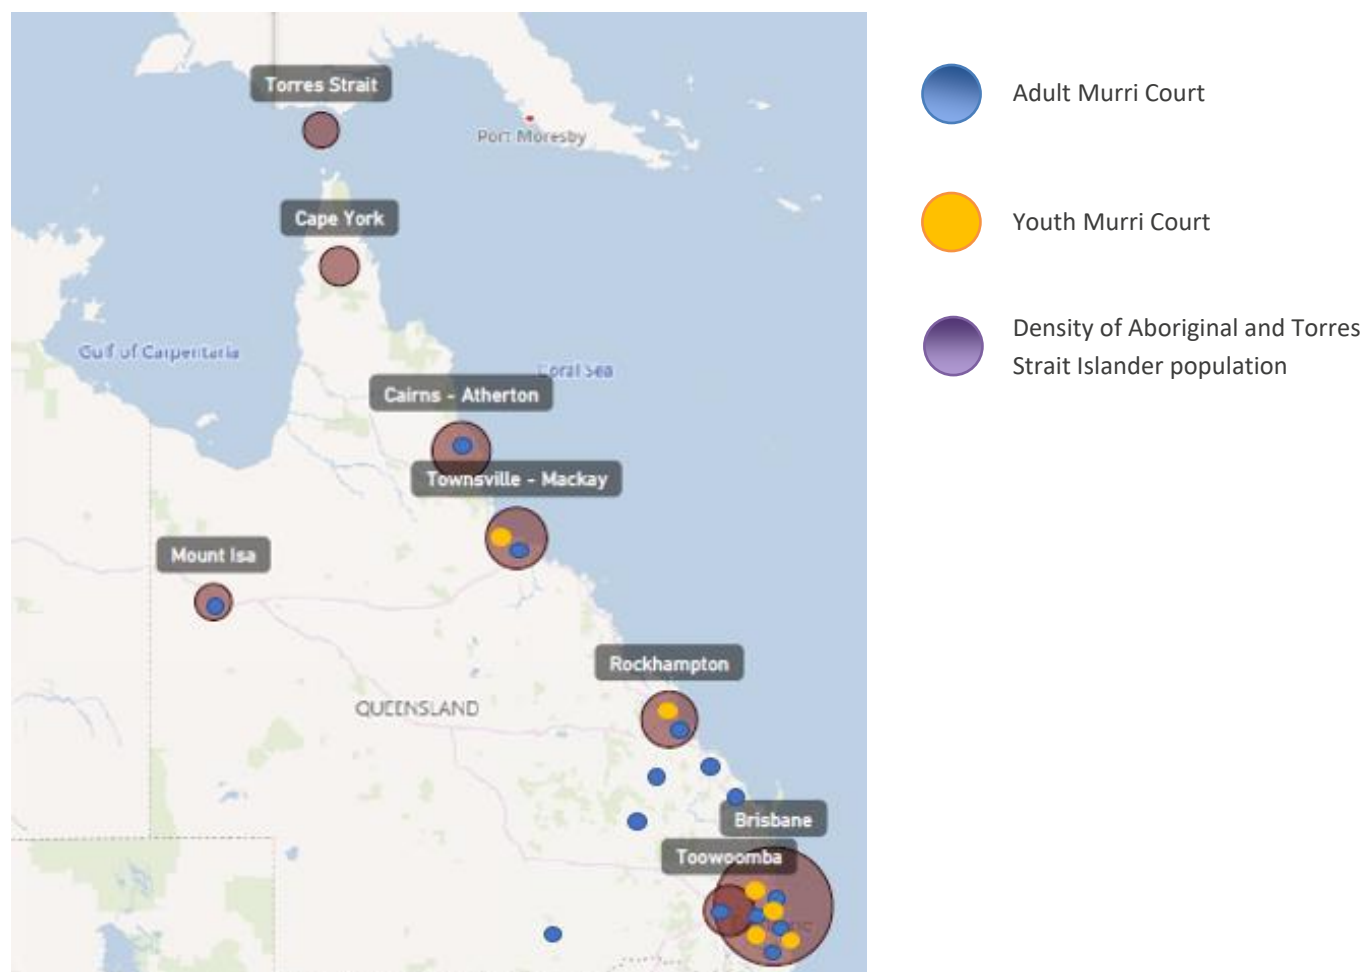 Torres Strait
Port Moresby
Cape York
Gulf of Carpentaria
Coral Sea
Cairns - Atherton
Townsville - Mackay
Mount Isa
Rockhampton
QUEENSLAND
Brisbane
Toowoomba
Adult Murri Court
Youth Murri Court
Density of Aboriginal and Torres
Strait Islander population